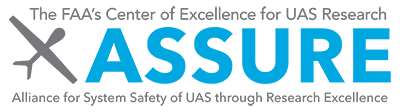 The FAA's Center of Excellence for UAS Research
ASSURE
Alliance for System Safety of UAS through Research Excellence